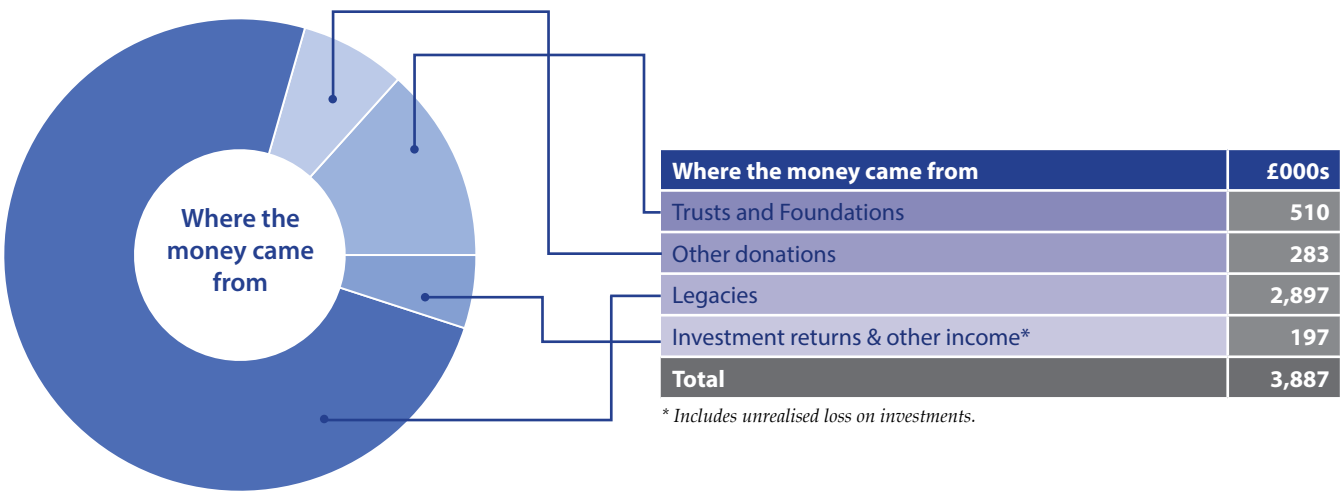 Where the
money came
from
Where the money came from £000s
Trusts and Foundations 510
Other donations 283
Legacies 2,897
Investment returns & other income* 197
Total 3,887
* Includes unrealised loss on investments.